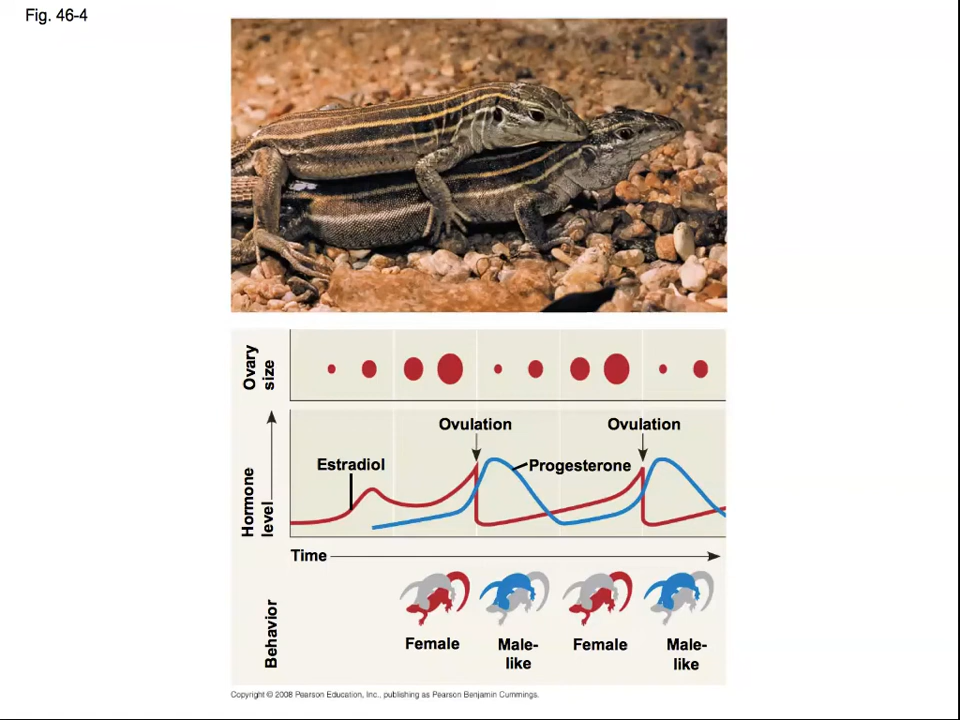 Fig. 46-4
Ovary
size
Ovulation
Ovulation
Estradiol
Progesterone
Hormone
level
Time
Behavior
Female
Male-
like
Female
Male-
like
Copyright © 2008 Pearson Education, Inc., publishing as Pearson Benjamin Cummings.